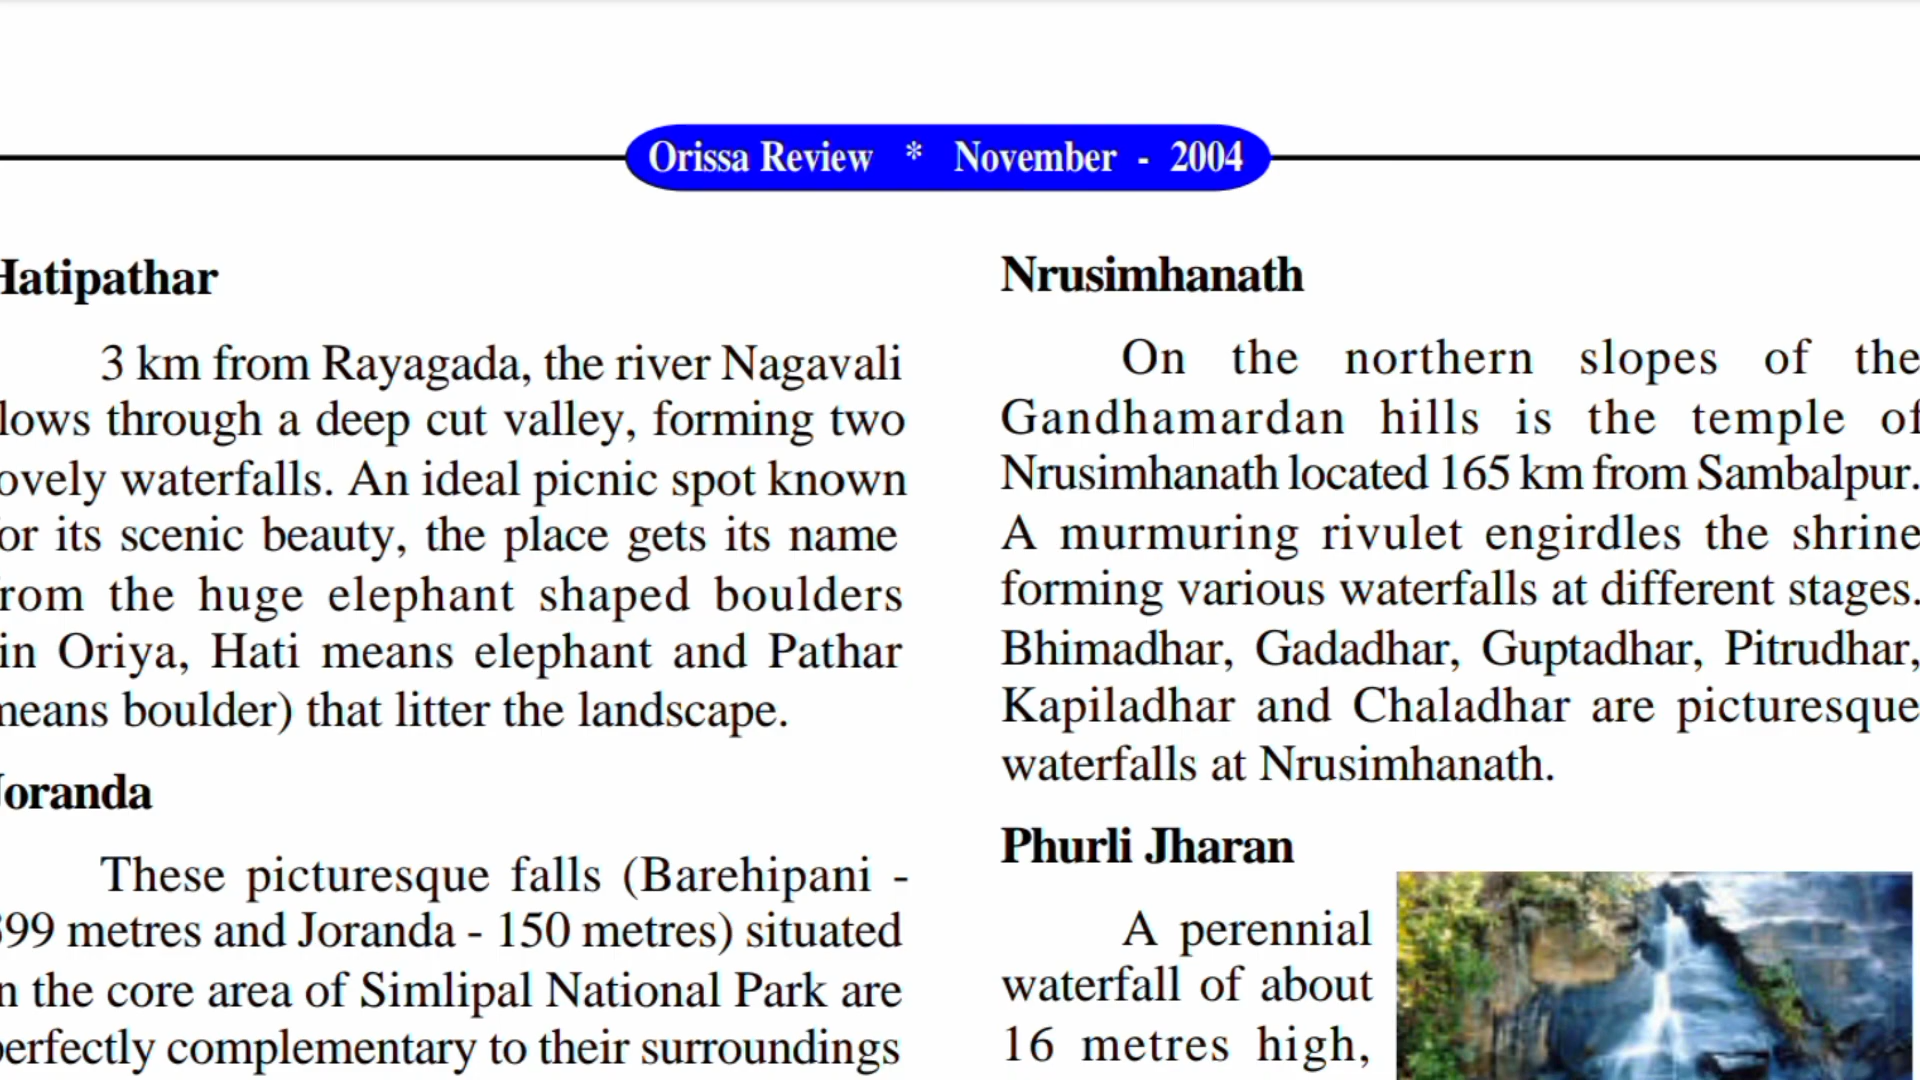 Orissa Review * November - 2004
Hatipathar
3 km from Rayagada, the river Nagavali
lows through a deep cut valley, forming two
ovely waterfalls. An ideal picnic spot known
or its scenic beauty, the place gets its name
rom the huge elephant shaped boulders
in Oriya, Hati means elephant and Pathar
means boulder) that litter the landscape.
Joranda
These picturesque falls (Barehipani -
399 metres and Joranda - 150 metres) situated
n the core area of Simlipal National Park are
perfectly complementary to their surroundings
Nrusimhanath
On the northern slopes of the
Gandhamardan hills is the temple of
Nrusimhanath located 165 km from Sambalpur.
A murmuring rivulet engirdles the shrine
forming various waterfalls at different stages.
Bhimadhar, Gadadhar, Guptadhar, Pitrudhar,
Kapiladhar and Chaladhar are picturesque
waterfalls at Nrusimhanath.
Phurli Jharan
A perennial
waterfall of about
16 metres high,